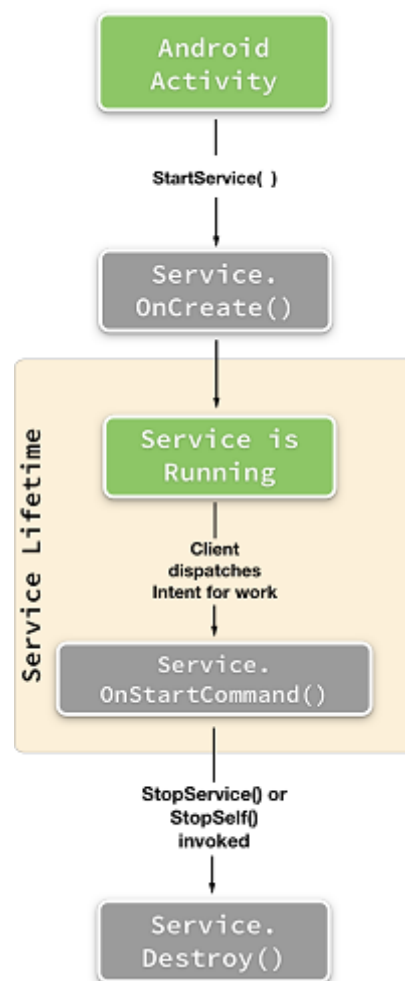 Android
Activity
StartService( )
Service.
OnCreate()
Service Lifetime
Service is
Running
Client
dispatches
Intent for work
Service.
OnStartCommand()
StopService() or
StopSelf()
invoked
Service.
Destroy()